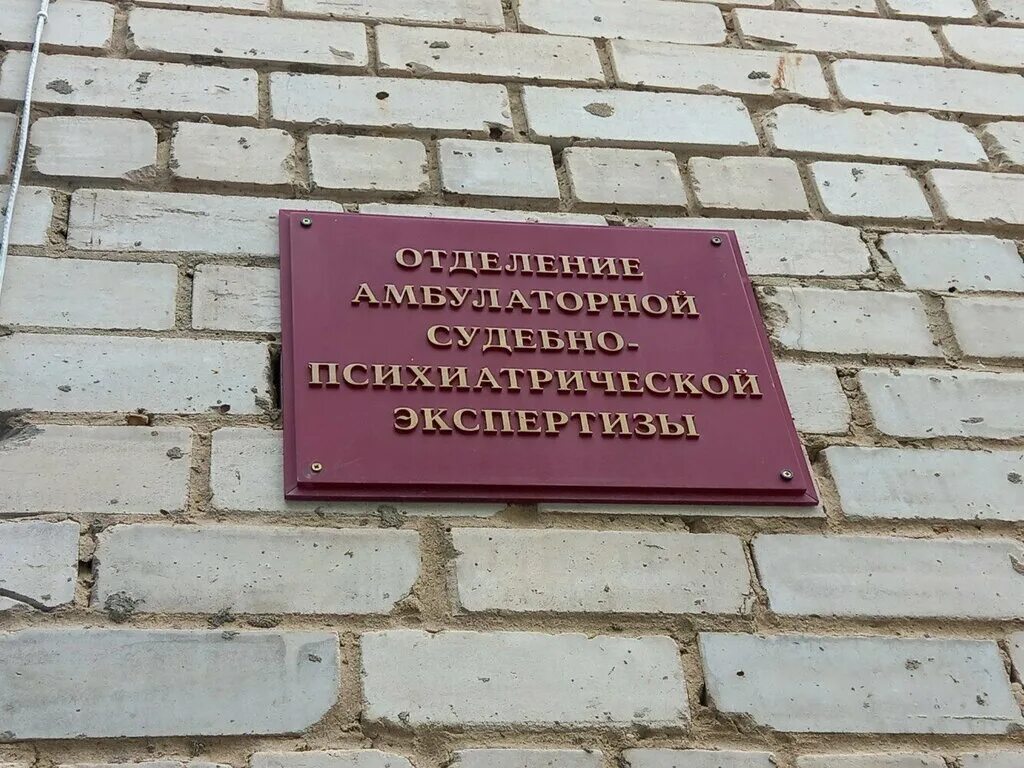 ОТДЕЛЕНИЕ
АМБУЛАТОРНОЙ
СУДЕБНО-
ПСИХИАТРИЧЕСКОЙ
ЭКСПЕРТИЗЫ